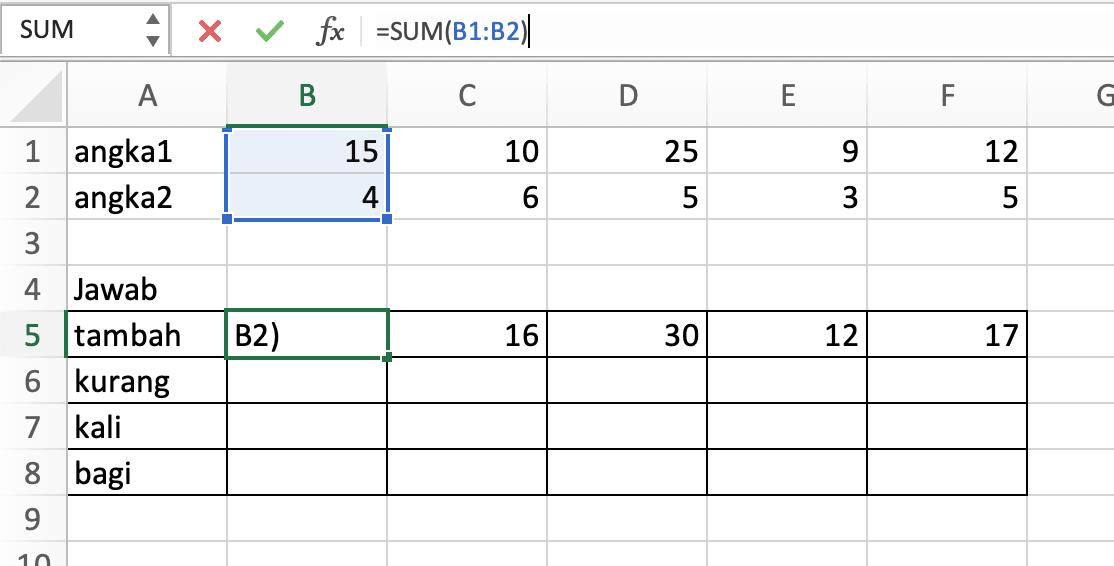 SUM fx =SUM(B1:B2)
A B C D E F G
1 angka1 15 10 25 9 12
2 angka2 4 6 5 3 5
3
4 Jawab
5 tambah B2) 16 30 12 17
6 kurang
7 kali
8 bagi
9
10